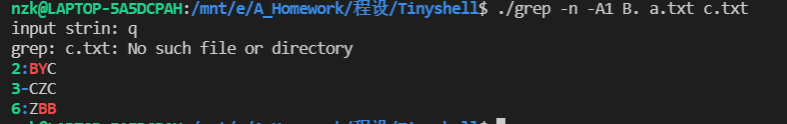 nzk@LAPTOP-5A5DCPAH:/mnt/e/A_Homework/程设/Tinyshell$ ./grep -n -A1 B. a.txt c.txt
input strin: q
grep: c.txt: No such file or directory
2:BYC
3-CZC
6:ZBB